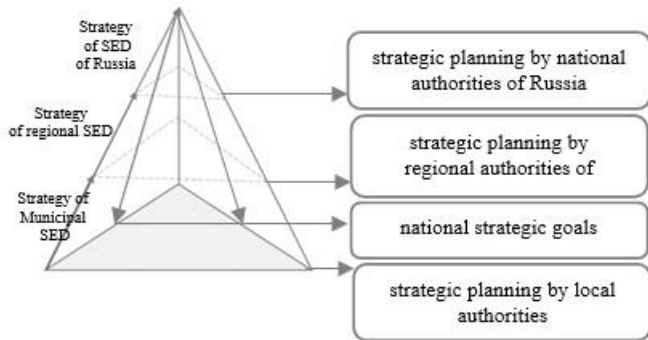 Strategy
of SED
of Russia
Strategy
of regional SED
Strategy of
Municipal
SED
strategic planning by national
authorities of Russia
strategic planning by
regional authorities of
national strategic goals
strategic planning by local
authorities